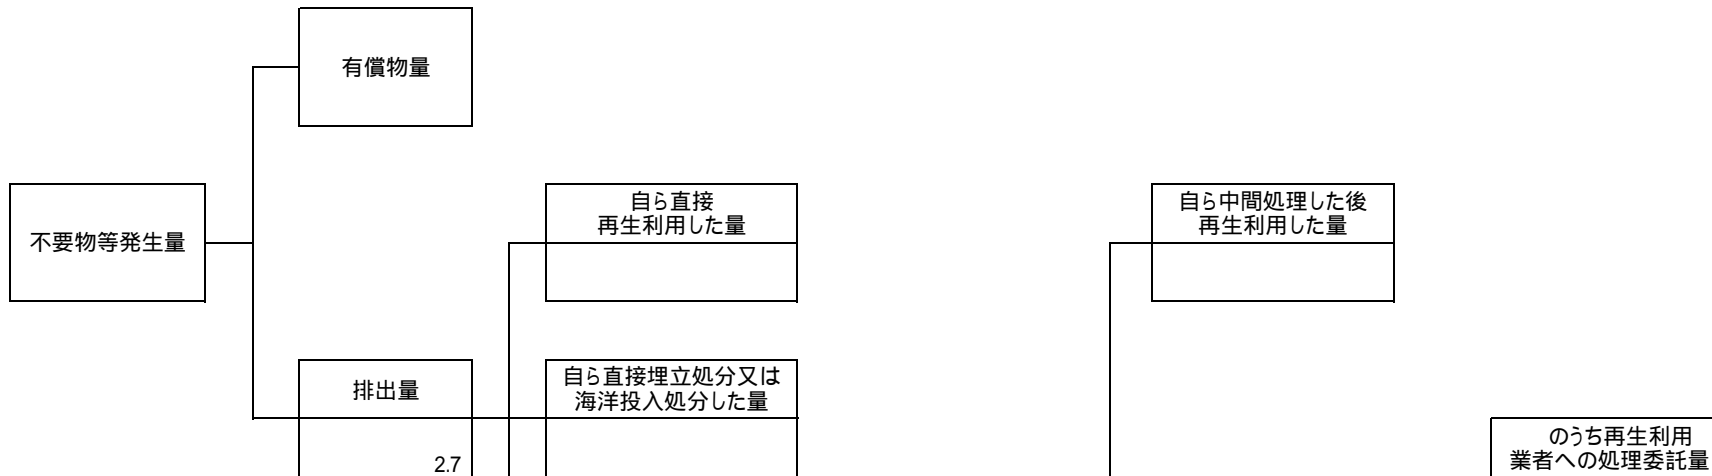 有償物量
不要物等発生量
自ら直接
再生利用した量
自ら中間処理した後
再生利用した量
排出量
2.7
自ら直接埋立処分又は
海洋投入処分した量
のうち再生利用
業者への処理委託量